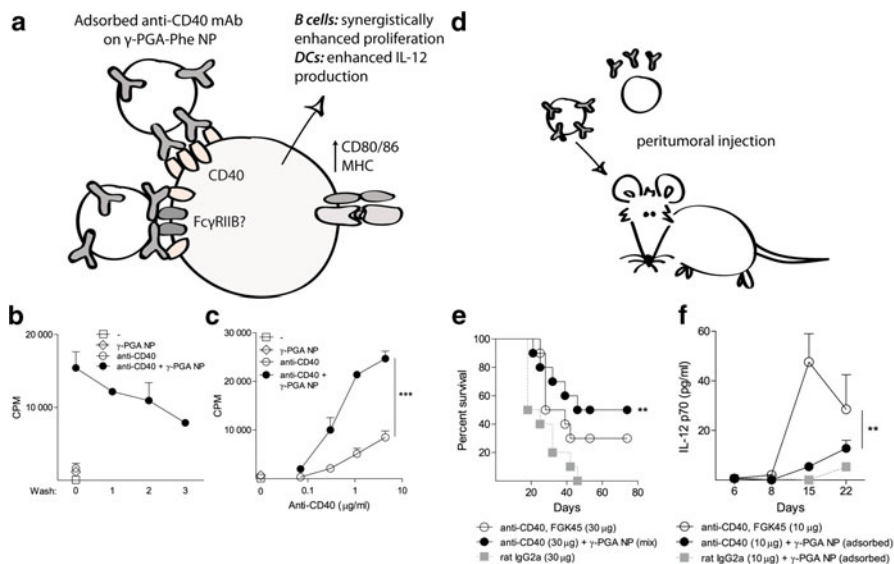 a
Adsorbed anti-CD40 mAb
on γ-PGA-Phe NP
B cells: synergistically
enhanced proliferation
DCs: enhanced IL-12
production
CD40
FcγRIIB?
CD80/86
MHC
d
peritumoral injection
b
20 000
10 000
CPM
-
γ-PGA NP
anti-CD40
anti-CD40 + γ-PGA NP
Wash:
0
1
2
3
c
30 000
20 000
10 000
CPM
-
γ-PGA NP
anti-CD40
anti-CD40 +
γ-PGA NP
***
0
0.1
1
10
Anti-CD40 (μg/ml)
e
100
80
60
40
20
Percent survival
**
20
40
60
80
Days
anti-CD40, FGK45 (30 μg)
anti-CD40 (30 μg) + γ-PGA NP (mix)
rat IgG2a (30 μg)
f
60
40
20
IL-12 p70 (pg/ml)
**
6
8
15
22
Days
anti-CD40, FGK45 (10 μg)
anti-CD40 (10 μg) + γ-PGA NP (adsorbed)
rat IgG2a (10 μg) + γ-PGA NP (adsorbed)